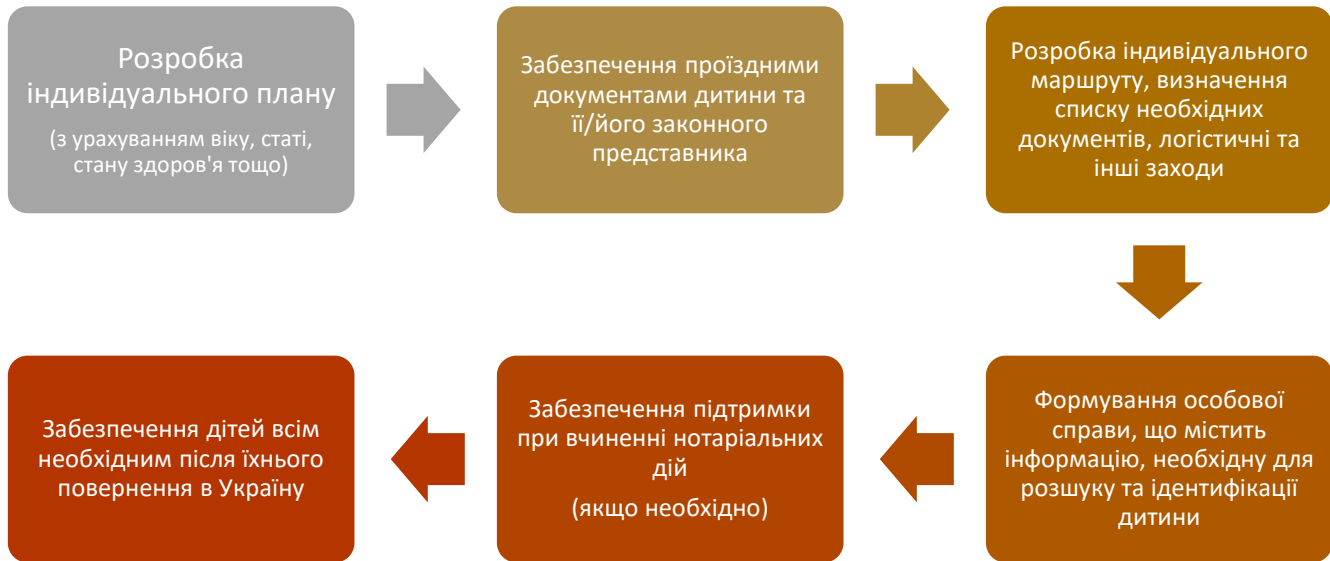 Розробка
індивідуального плану
(з урахуванням віку, статі,
стану здоров'я тощо)
Забезпечення проїздними
документами дитини та
її/його законного
представника
Розробка індивідуального
маршруту, визначення
списку необхідних
документів, логістичні та
інші заходи
Формування особової
справи, що містить
інформацію, необхідну для
розшуку та ідентифікації
дитини
Забезпечення підтримки
при вчиненні нотаріальних
дій
(якщо необхідно)
Забезпечення дітей всім
необхідним після їхнього
повернення в Україну